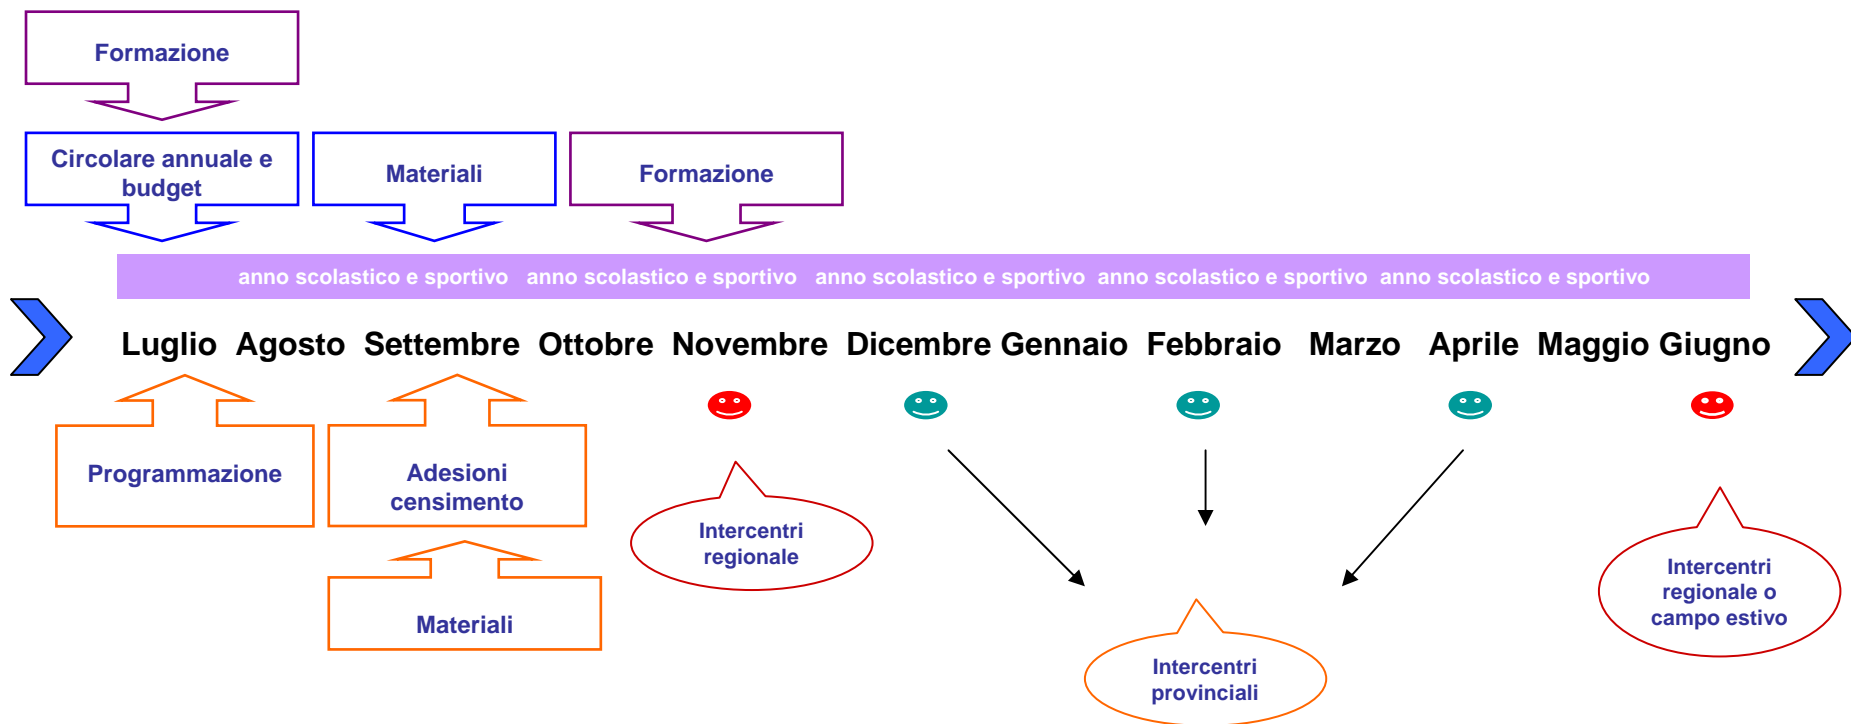 Formazione
Circolare annuale e
budget
Materiali
Formazione
anno scolastico e sportivo anno scolastico e sportivo anno scolastico e sportivo anno scolastico e sportivo anno scolastico e sportivo
Luglio Agosto Settembre Ottobre Novembre Dicembre Gennaio Febbraio Marzo Aprile Maggio Giugno
Programmazione
Adesioni
censimento
Materiali
Intercentri
regionale
Intercentri
provinciali
Intercentri
regionale o
campo estivo